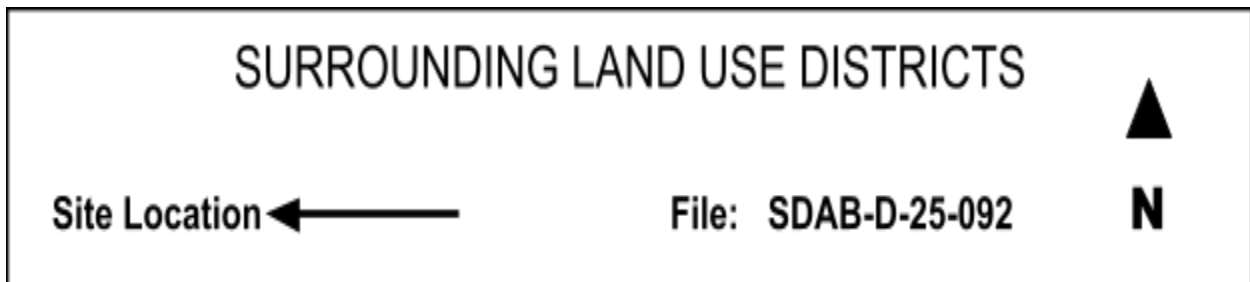 SURROUNDING LAND USE DISTRICTS
Site Location File: SDAB-D-25-092 N